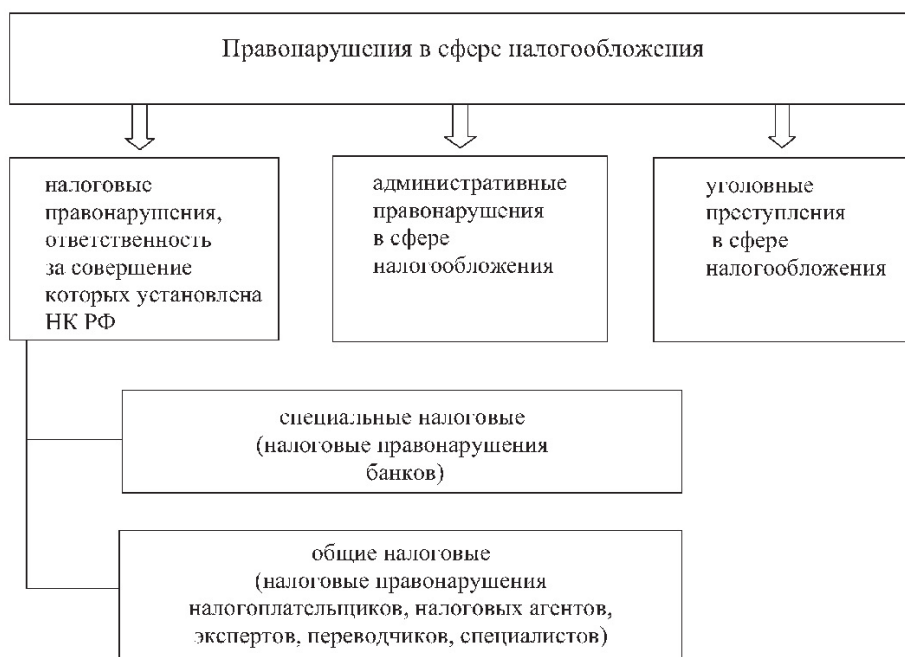 Правонарушения в сфере налогообложения
налоговые
правонарушения,
ответственность
за совершение
которых установлена
НК РФ
административные
правонарушения
в сфере
налогообложения
уголовные
преступления
в сфере
налогообложения
специальные налоговые
(налоговые правонарушения
банков)
общие налоговые
(налоговые правонарушения
налогоплательщиков, налоговых агентов,
экспертов, переводчиков, специалистов)